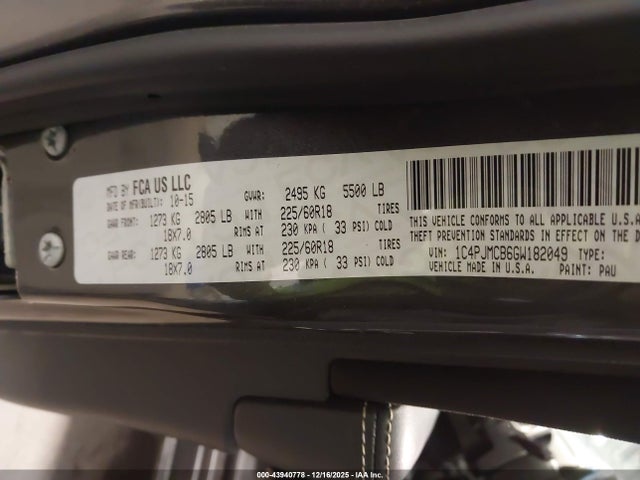 MFD BY FCA US LLC
DATE OF MFR(BUILT): 10-15 GVWR: 2495 KG 5500 LB
GAWR FRONT: 1273 KG 2805 LB WITH 225/60R18 TIRES
18X7.0 RIMS AT 230 KPA ( 33 PSI) COLD
GAWR REAR: 1273 KG 2805 LB WITH 225/60R18 TIRES
18X7.0 RIMS AT 230 KPA ( 33 PSI) COLD
THIS VEHICLE CONFORMS TO ALL APPLICABLE
THEFT PREVENTION STANDARDS IN EFFECT ON THE D
VIN: 1C4PJMCB6GW182049 TYPE:
VEHICLE MADE IN U.S.A. PAINT: PAU
000-43940778 - 12/16/2025 - IAA Inc.